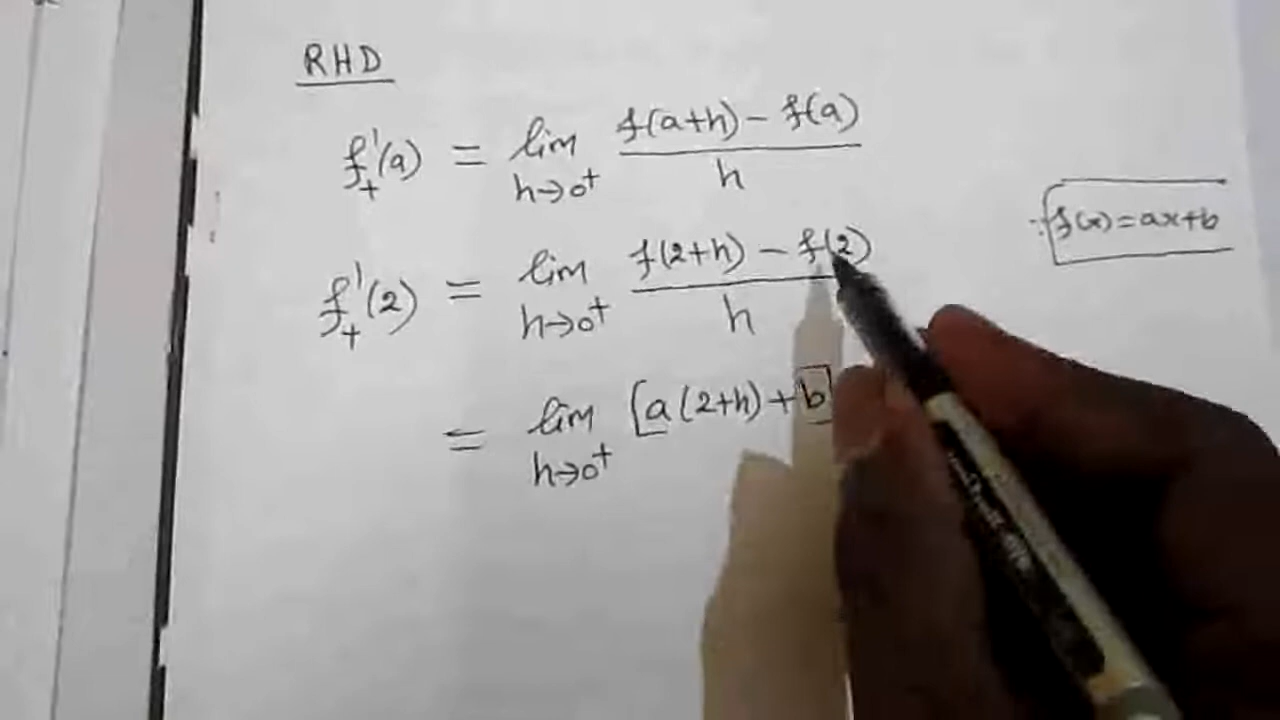 RHD
f'₊(a) = lim h→0⁺ f(a+h) − f(a) / h
f'₊(2) = lim h→0⁺ f(2+h) − f(2) / h
f(x) = ax+b
= lim h→0⁺ [a(2+h)+b